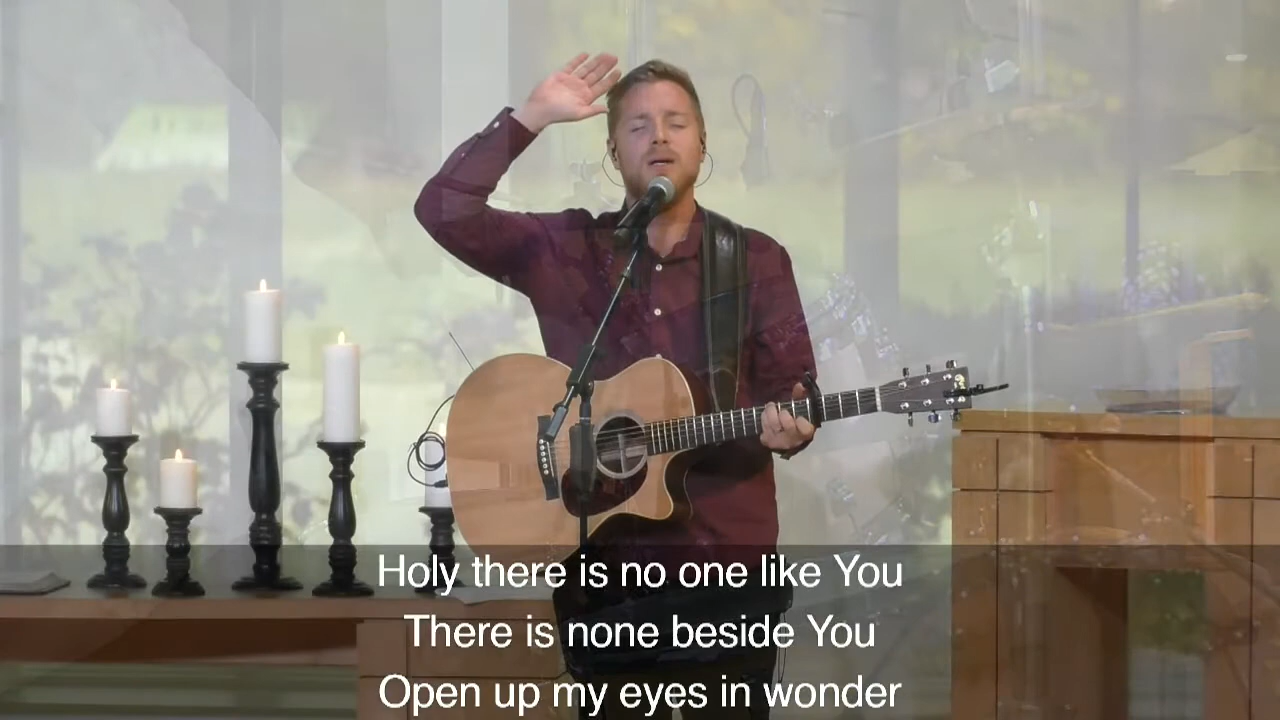 Holy there is no one like You
There is none beside You
Open up my eyes in wonder